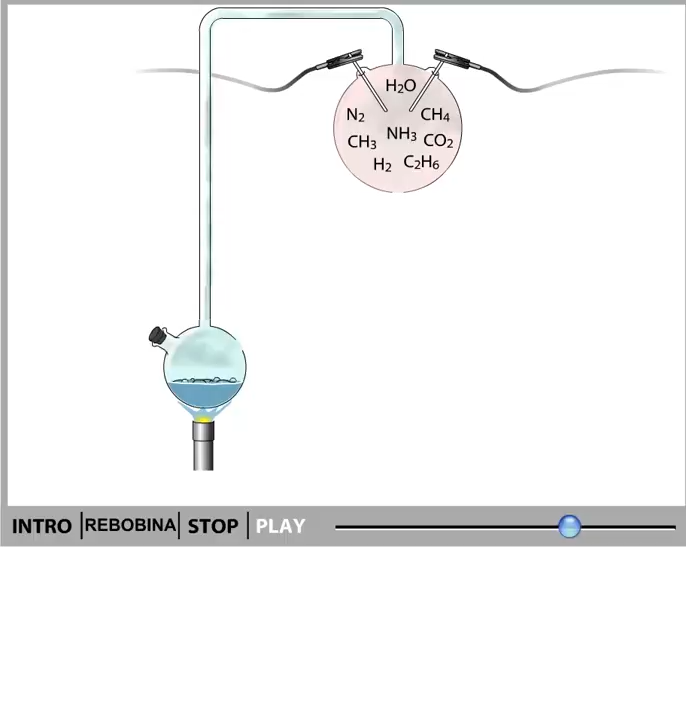 H2O
N2 CH4
CH3 NH3 CO2
H2 C2H6
INTRO REBOBINA STOP PLAY